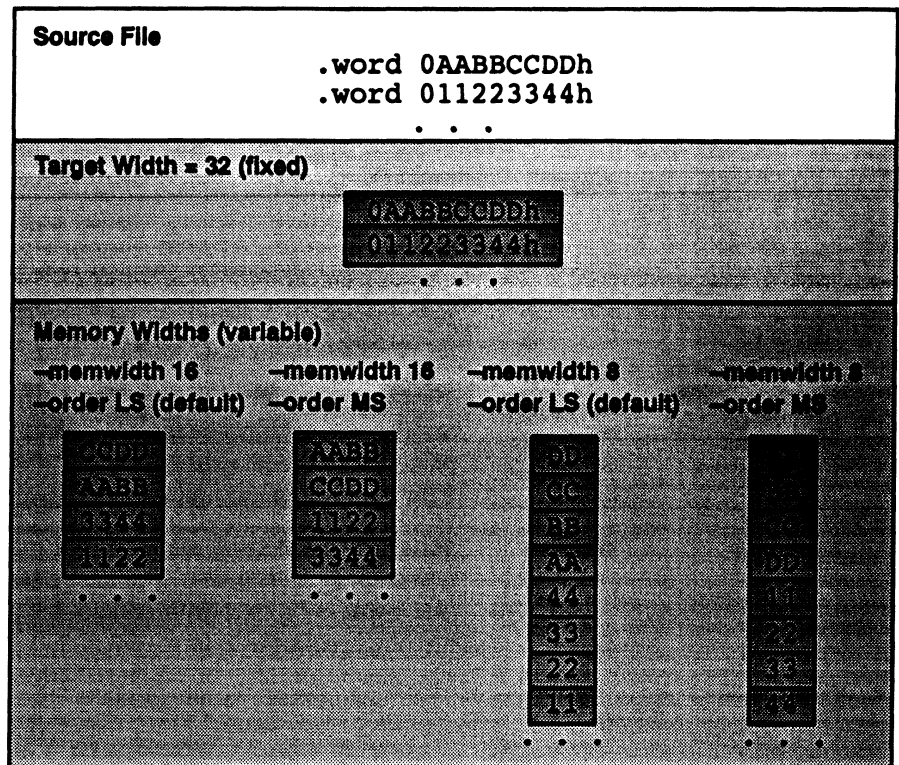 Source File
.word 0AABBCCDDh
.word 011223344h
. . .
Target Width = 32 (fixed)
0AABBCCDDh
011223344h
. . .
Memory Widths (variable)
–memwidth 16
–order LS (default)
CCDD
AABB
3344
1122
. . .
–memwidth 16
–order MS
AABB
CCDD
1122
3344
. . .
–memwidth 8
–order LS (default)
DD
CC
BB
AA
44
33
22
11
. . .
–memwidth 8
–order MS
DD
11
22
33
44
. . .